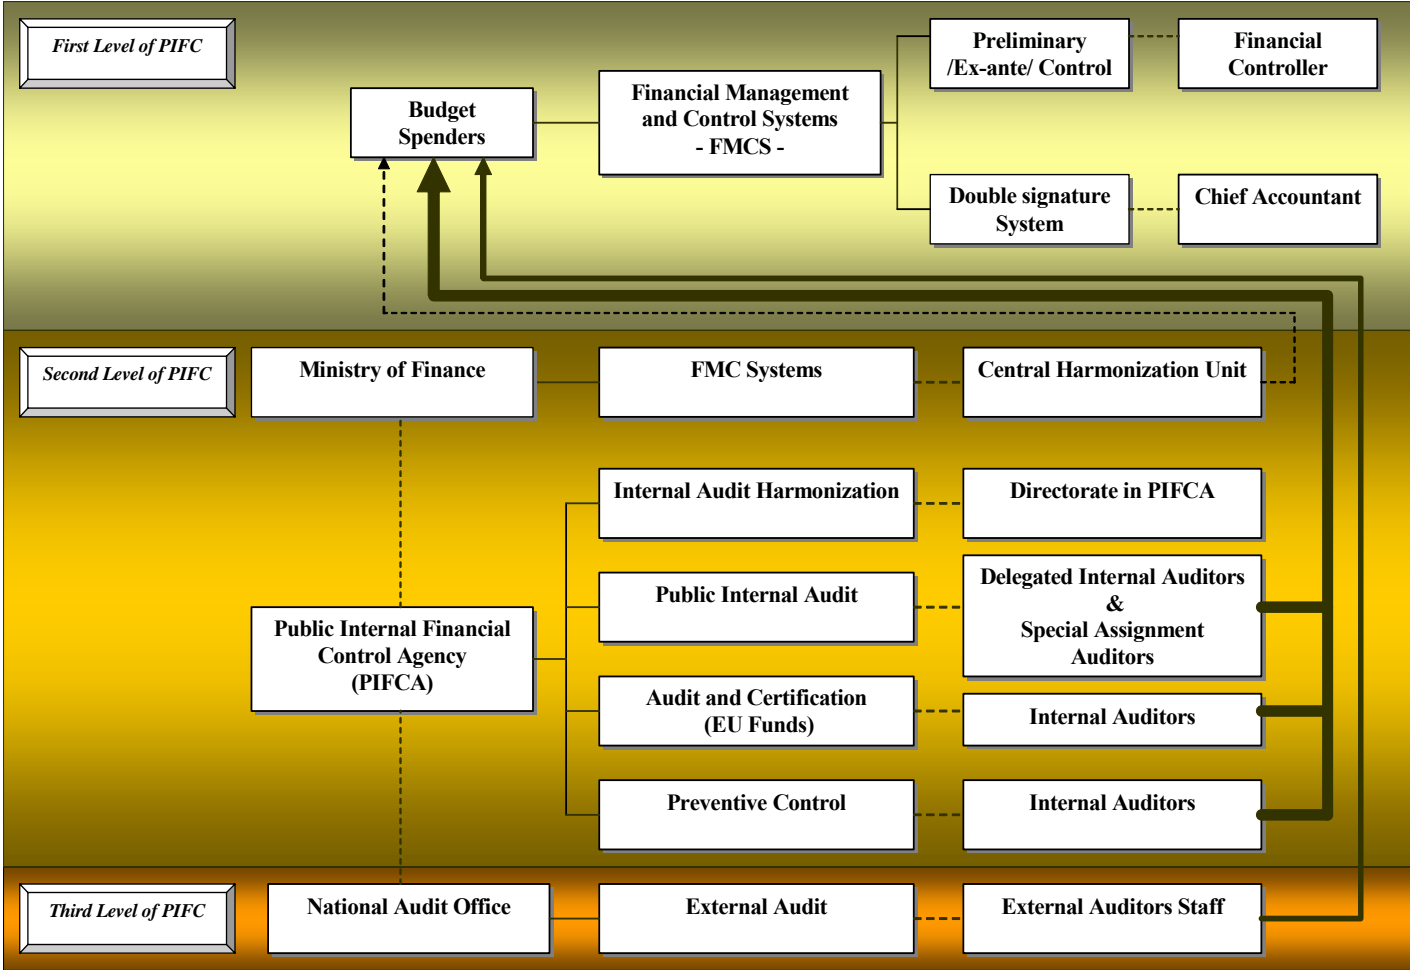 First Level of PIFC
Preliminary
/Ex-ante/ Control
Financial
Controller
Budget
Spenders
Financial Management
and Control Systems
- FMCS -
Double signature
System
Chief Accountant
Second Level of PIFC
Ministry of Finance
FMC Systems
Central Harmonization Unit
Internal Audit Harmonization
Directorate in PIFCA
Public Internal Audit
Delegated Internal Auditors
&
Special Assignment
Auditors
Public Internal Financial
Control Agency
(PIFCA)
Audit and Certification
(EU Funds)
Internal Auditors
Preventive Control
Internal Auditors
Third Level of PIFC
National Audit Office
External Audit
External Auditors Staff